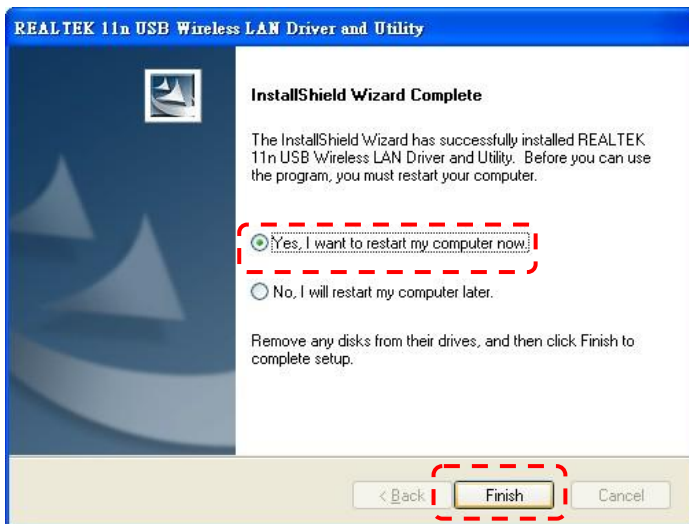 REALTEK 11n USB Wireless LAN Driver and Utility
InstallShield Wizard Complete
The InstallShield Wizard has successfully installed REALTEK
11n USB Wireless LAN Driver and Utility.  Before you can use
the program, you must restart your computer.
Yes, I want to restart my computer now.
No, I will restart my computer later.
Remove any disks from their drives, and then click Finish to
complete setup.
< Back
Finish
Cancel